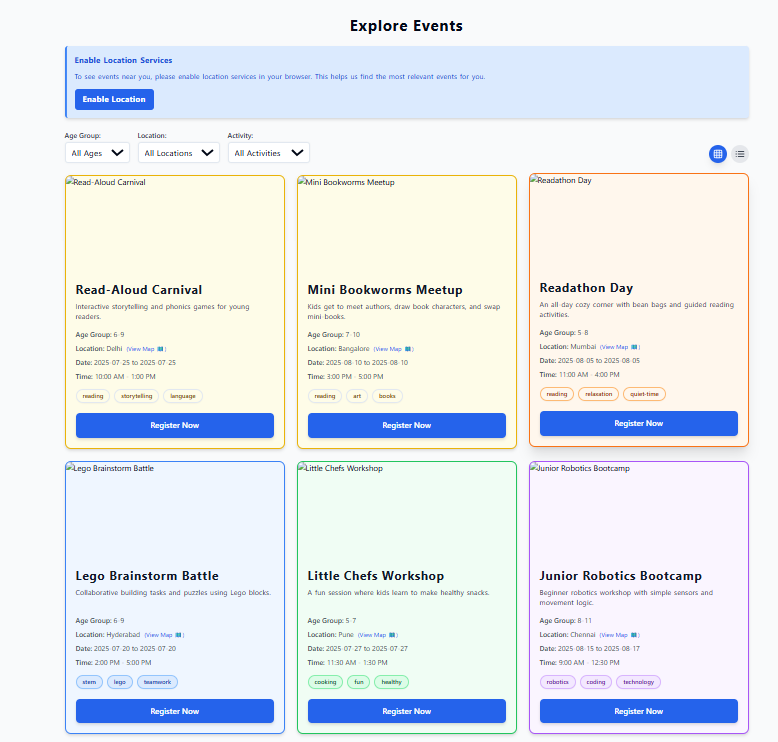 Explore Events
Enable Location Services
To see events near you, please enable location services in your browser. This helps us find the most relevant events for you.
Enable Location
Age Group:
All Ages
Location:
All Locations
Activity:
All Activities
Read-Aloud Carnival
Read-Aloud Carnival
Interactive storytelling and phonics games for young
readers.
Age Group: 6-9
Location: Delhi (View Map)
Date: 2025-07-25 to 2025-07-25
Time: 10:00 AM - 1:00 PM
reading storytelling language
Register Now
Mini Bookworms Meetup
Mini Bookworms Meetup
Kids get to meet authors, draw book characters, and swap
mini-books.
Age Group: 7-10
Location: Bangalore (View Map)
Date: 2025-08-10 to 2025-08-10
Time: 3:00 PM - 5:00 PM
reading art books
Register Now
Readathon Day
Readathon Day
An all-day cozy corner with bean bags and guided reading
activities.
Age Group: 5-8
Location: Mumbai (View Map)
Date: 2025-08-05 to 2025-08-05
Time: 11:00 AM - 4:00 PM
reading relaxation quiet-time
Register Now
Lego Brainstorm Battle
Lego Brainstorm Battle
Collaborative building tasks and puzzles using Lego blocks.
Age Group: 6-9
Location: Hyderabad (View Map)
Date: 2025-07-20 to 2025-07-20
Time: 2:00 PM - 5:00 PM
stem lego teamwork
Register Now
Little Chefs Workshop
Little Chefs Workshop
A fun session where kids learn to make healthy snacks.
Age Group: 5-7
Location: Pune (View Map)
Date: 2025-07-27 to 2025-07-27
Time: 11:30 AM - 1:30 PM
cooking fun healthy
Register Now
Junior Robotics Bootcamp
Junior Robotics Bootcamp
Beginner robotics workshop with simple sensors and
movement logic.
Age Group: 8-11
Location: Chennai (View Map)
Date: 2025-08-15 to 2025-08-17
Time: 9:00 AM - 12:30 PM
robotics coding technology
Register Now